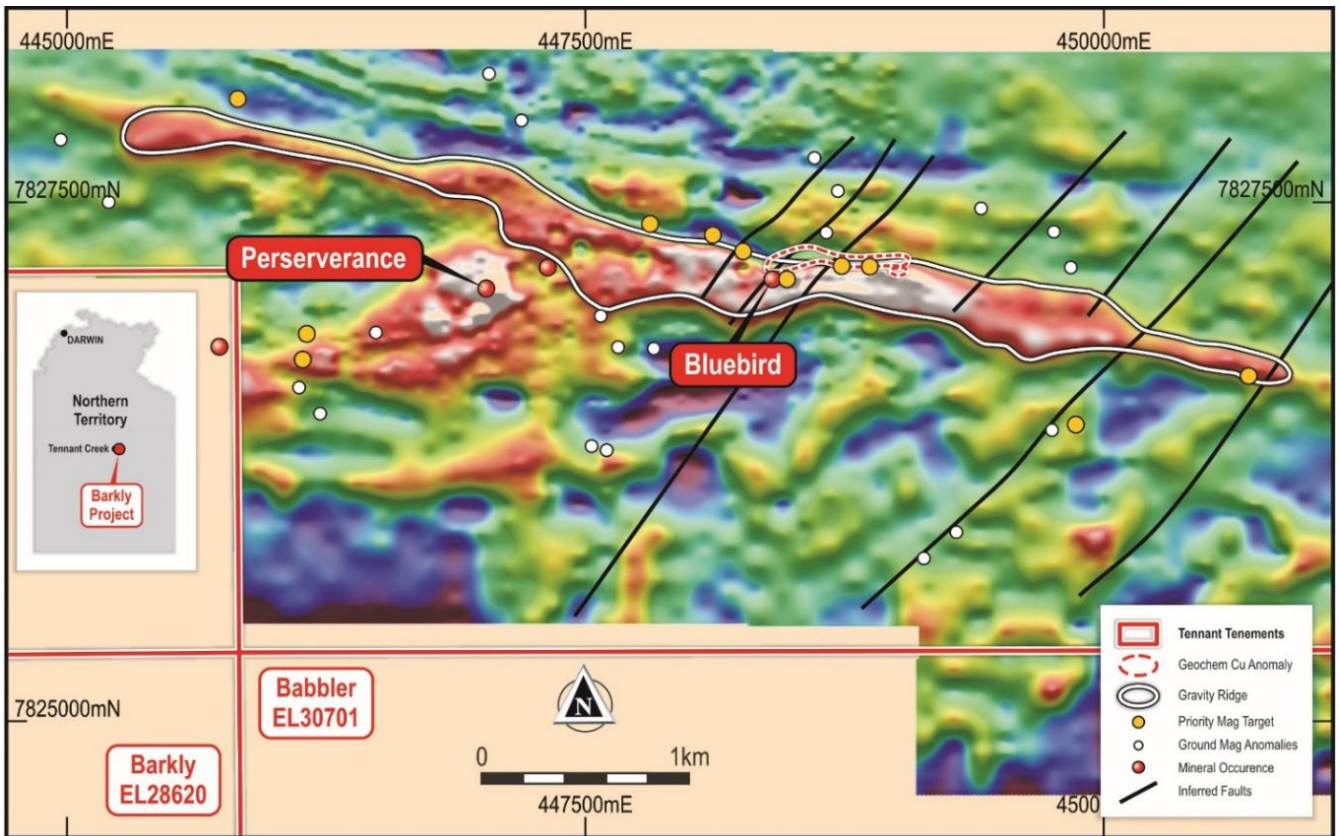 445000mE
447500mE
450000mE
7827500mN
7827500mN
Perserverance
Bluebird
DARWIN
Northern
Territory
Tennant Creek
Barkly
Project
Tennant Tenements
Geochem Cu Anomaly
Gravity Ridge
Priority Mag Target
Ground Mag Anomalies
Mineral Occurence
Inferred Faults
Babbler
EL30701
N
7825000mN
0
1km
Barkly
EL28620
447500mE
4500